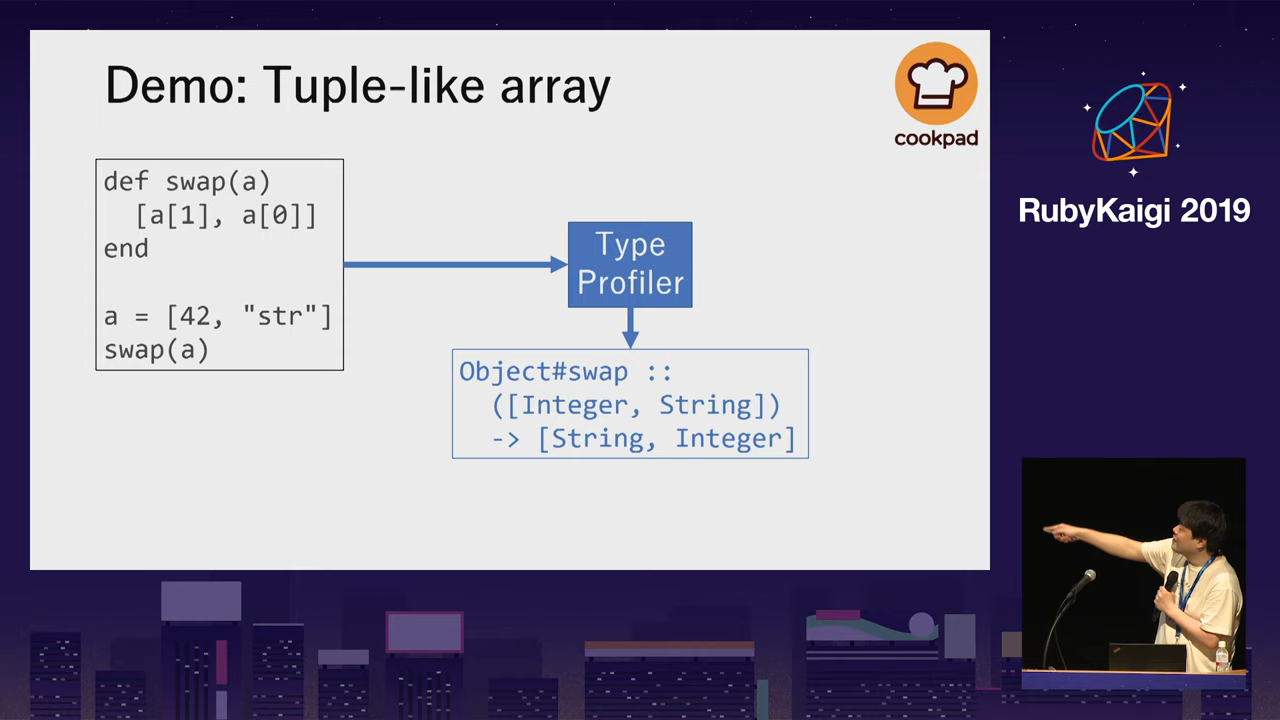 Demo: Tuple-like array
cookpad
def swap(a)
  [a[1], a[0]]
end
a = [42, "str"]
swap(a)
Type
Profiler
Object#swap ::
  ([Integer, String])
  -> [String, Integer]
RubyKaigi 2019